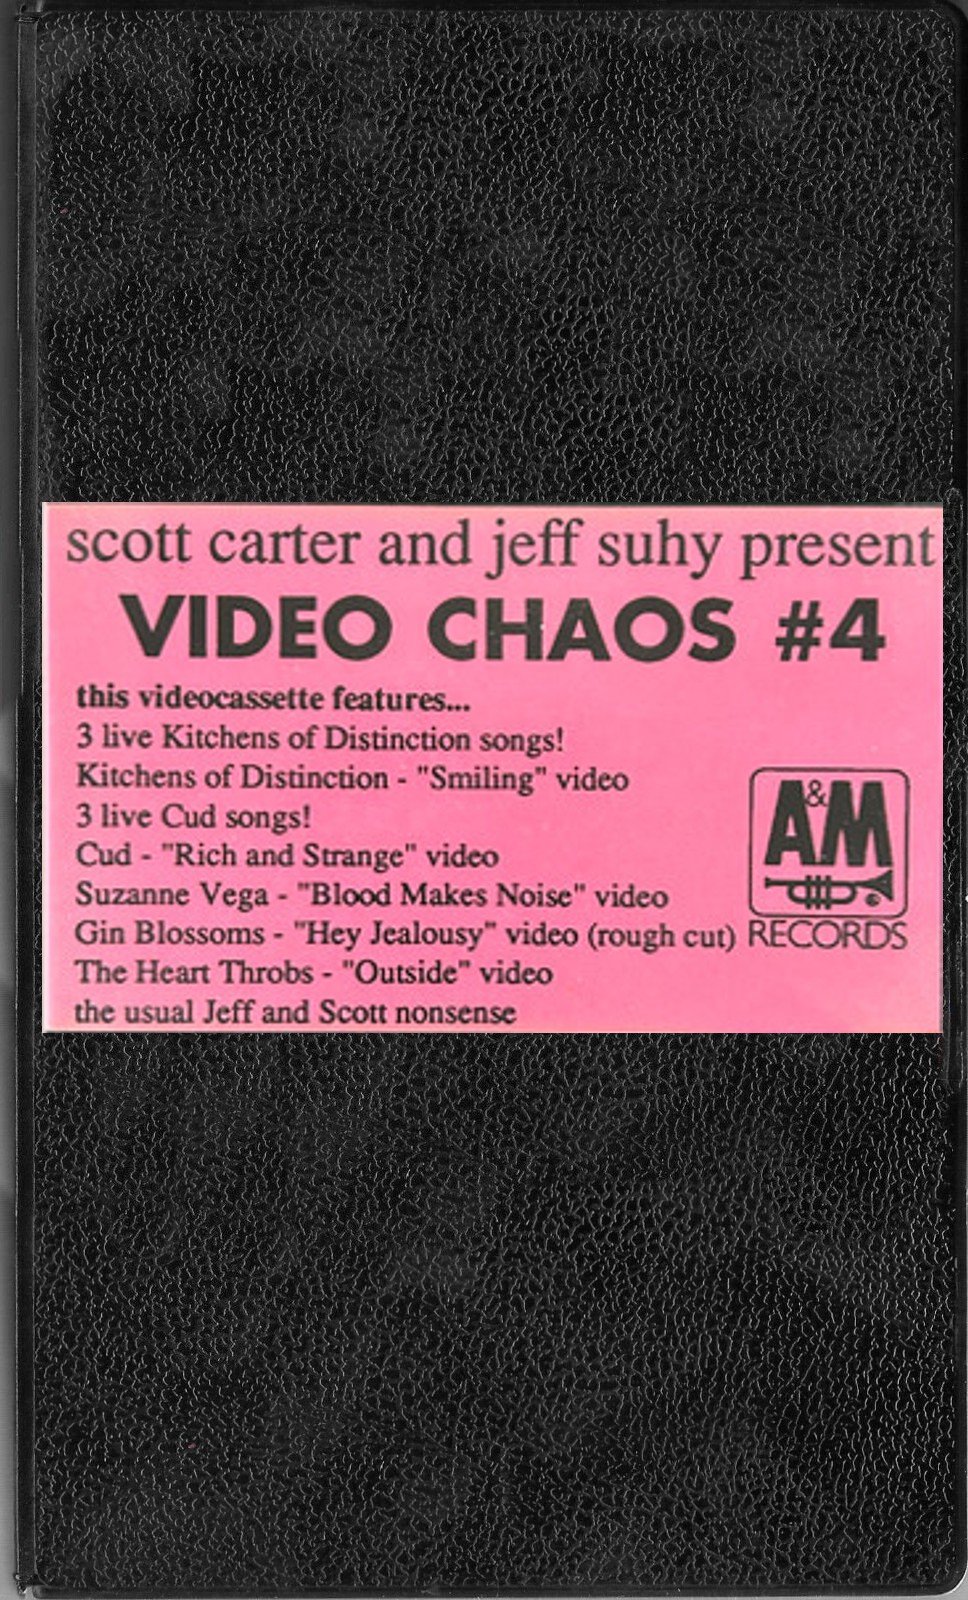 scott carter and jeff suhy present
VIDEO CHAOS #4
this videocassette features...
3 live Kitchens of Distinction songs!
Kitchens of Distinction - "Smiling" video
3 live Cud songs!
Cud - "Rich and Strange" video
Suzanne Vega - "Blood Makes Noise" video
Gin Blossoms - "Hey Jealousy" video (rough cut)
The Heart Throbs - "Outside" video
the usual Jeff and Scott nonsense
A&M
RECORDS